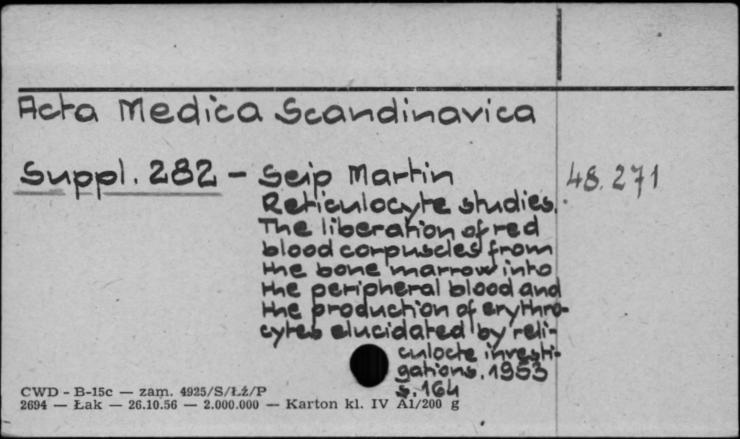 Acta Medica Scandinavica
Suppl. 282 - Seip Martin 48.271
Reticulocyte studies.
The liberation of red
blood corpuscles from
the bone marrow into
the peripheral blood and
the production of erythro-
cytes elucidated by reti-
culocte investi-
gations. 1953
s. 164
CWD - B-15c — zam. 4925/S/Łż/P
2694 — Łak — 26.10.56 — 2.000.000 — Karton kl. IV A1/200 g